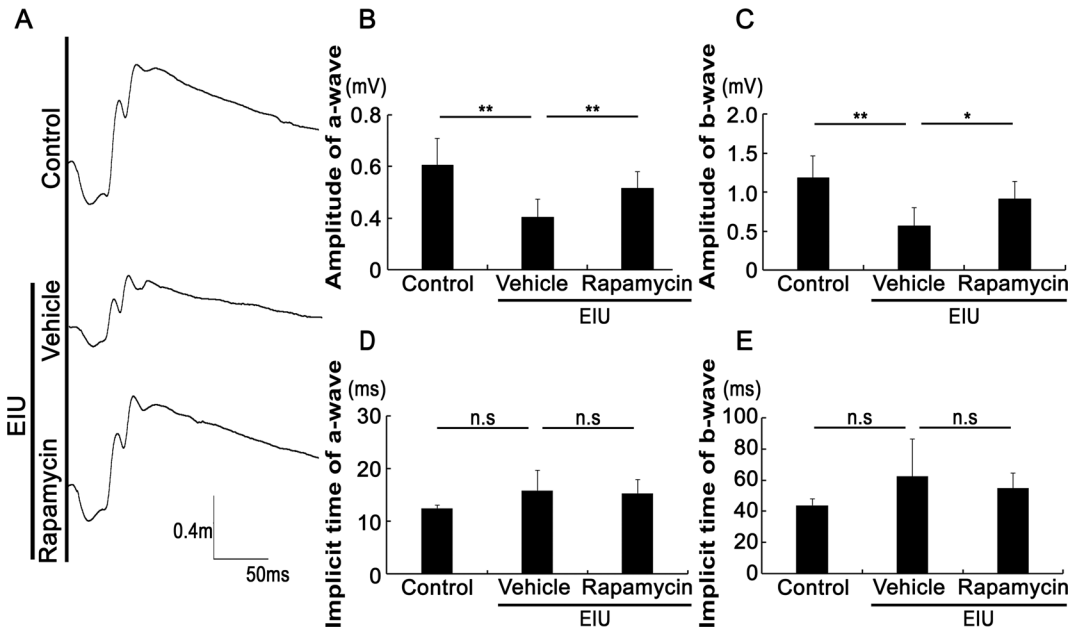 A
Control
EIU
Vehicle
Rapamycin
0.4m
50ms
B
Amplitude of a-wave
(mV)
0.8
0.6
0.4
0
** **
Control Vehicle Rapamycin
EIU
C
Amplitude of b-wave
(mV)
2.0
1.5
1.0
0.5
0
** *
Control Vehicle Rapamycin
EIU
D
Implicit time of a-wave
(ms)
30
20
10
0
n.s n.s
Control Vehicle Rapamycin
EIU
E
Implicit time of b-wave
(ms)
100
80
60
40
20
0
n.s n.s
Control Vehicle Rapamycin
EIU